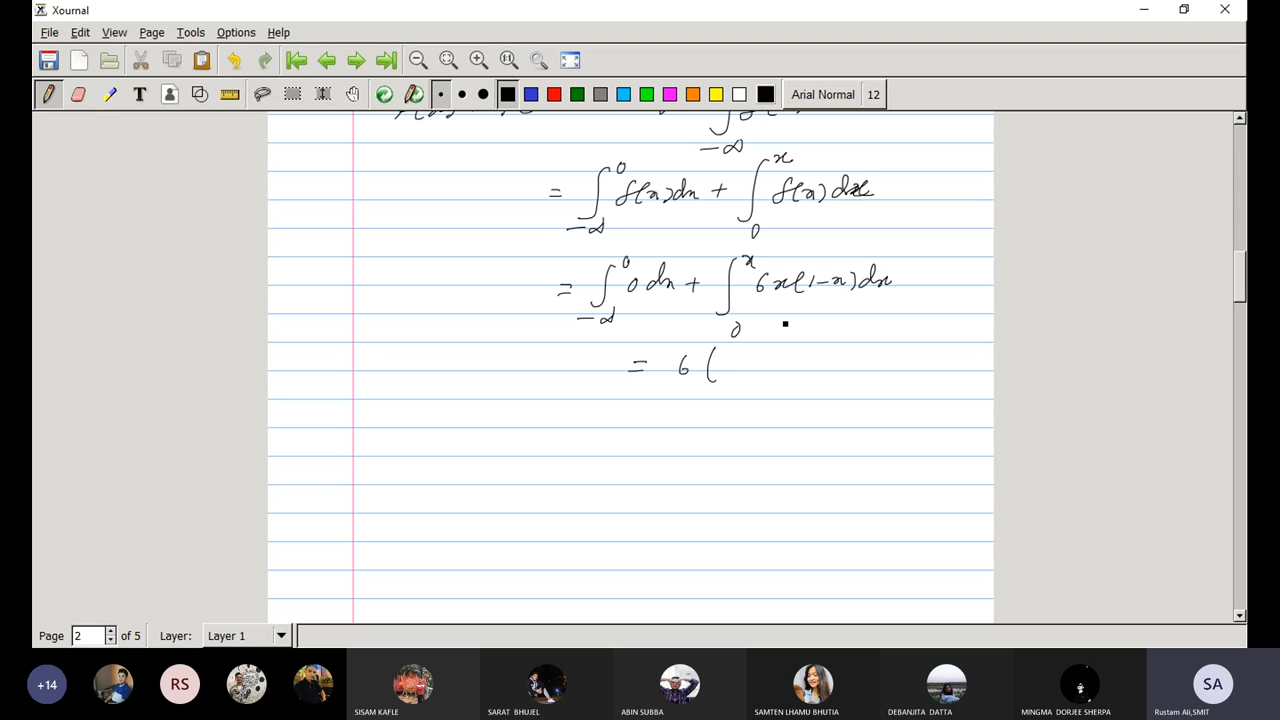 Xournal
File Edit View Page Tools Options Help
Arial Normal 12
-∞
= ∫_{-∞}^{0} f(x)dx + ∫_{0}^{x} f(x)dx
= ∫_{-∞}^{0} 0 dx + ∫_{0}^{x} 6x(1-x)dx
= 6 (
Page 2 of 5 Layer: Layer 1
+14 RS SA
SISAM KAFLE SARAT BHUJEL ABIN SUBBA SAMTEN LHAMU BHUTIA DEBANJITA DATTA MINGMA DORJEE SHERPA Rustam Ali,SMIT